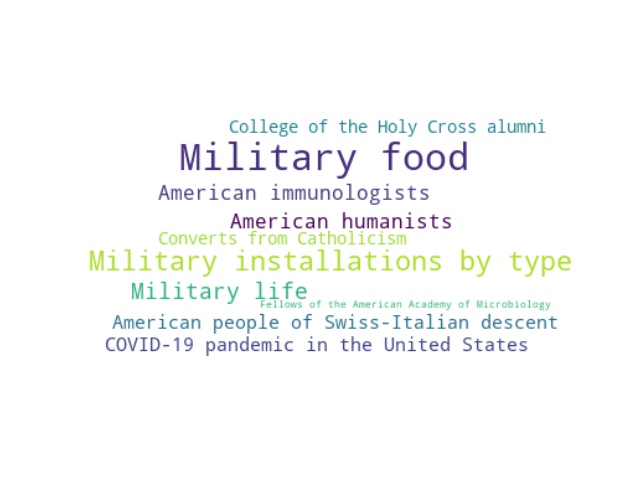 College of the Holy Cross alumni
Military food
American immunologists
American humanists
Converts from Catholicism
Military installations by type
Military life
Fellows of the American Academy of Microbiology
American people of Swiss-Italian descent
COVID-19 pandemic in the United States